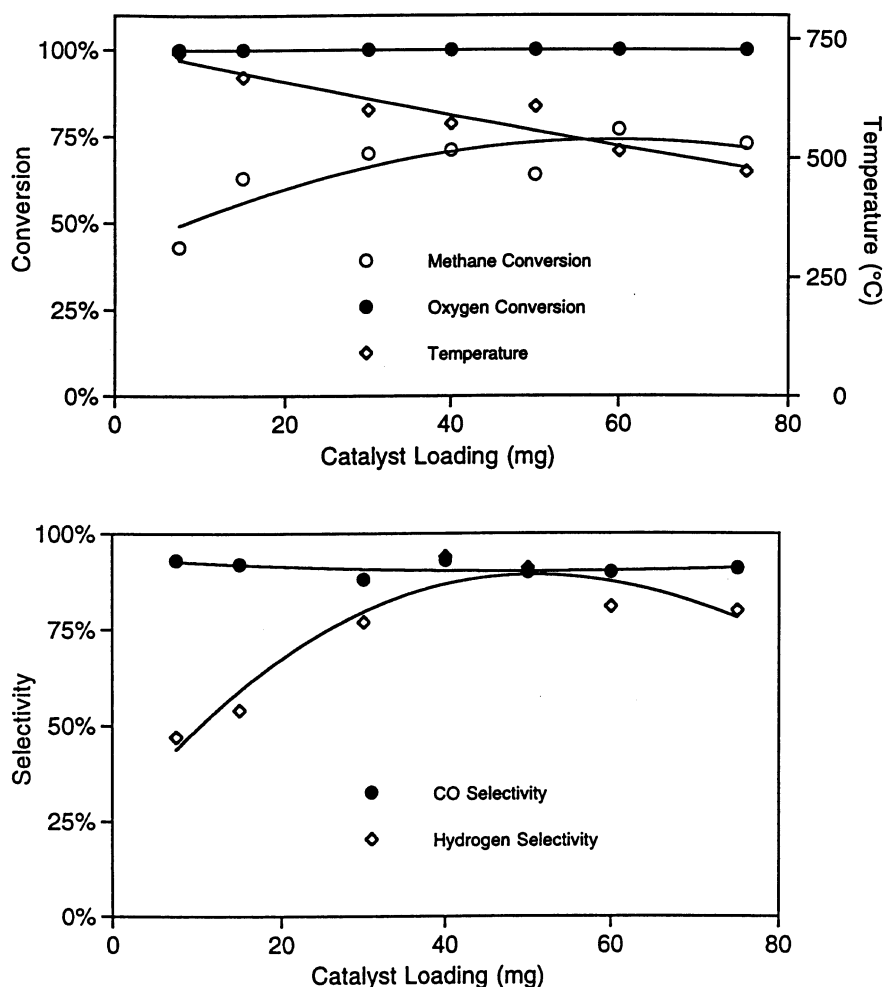 100%
75%
50%
25%
0%
Conversion
750
500
250
0
Temperature (°C)
Methane Conversion
Oxygen Conversion
Temperature
0 20 40 60 80
Catalyst Loading (mg)
100%
75%
50%
25%
0%
Selectivity
CO Selectivity
Hydrogen Selectivity
0 20 40 60 80
Catalyst Loading (mg)